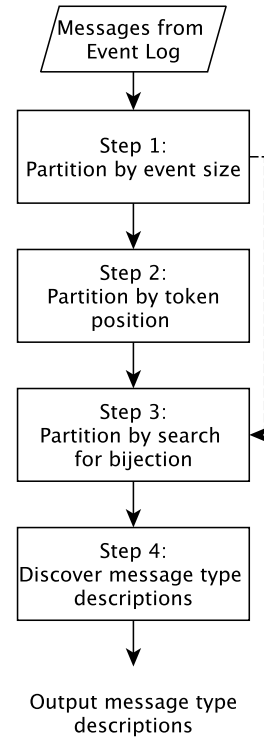 Messages from
Event Log
Step 1:
Partition by event size
Step 2:
Partition by token
position
Step 3:
Partition by search
for bijection
Step 4:
Discover message type
descriptions
Output message type
descriptions